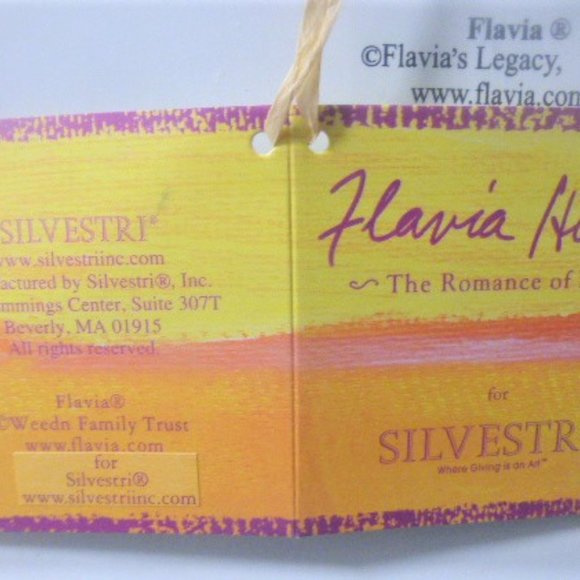 Flavia ®
©Flavia's Legacy,
www.flavia.com
SILVESTRI®
www.silvestriinc.com
actured by Silvestri®, Inc.
mmings Center, Suite 307T
Beverly, MA 01915
All rights reserved.
Flavia®
©Weedn Family Trust
www.flavia.com
for
Silvestri®
www.silvestriinc.com
Flavia
~ The Romance of
for
SILVESTR
Where Giving is an Art™